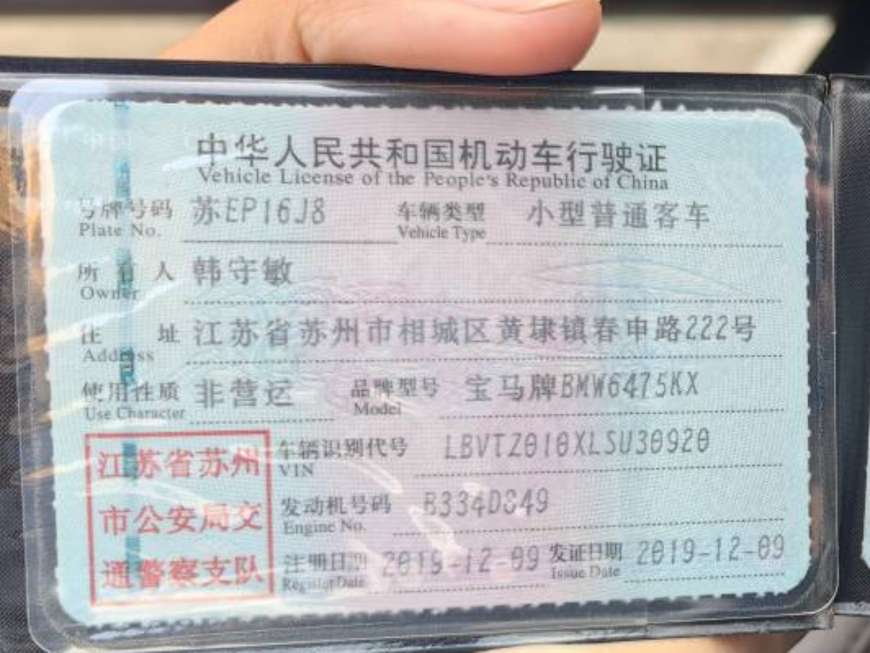 中华人民共和国机动车行驶证
Vehicle License of the People's Republic of China
号牌号码 苏EP16J8 车辆类型 小型普通客车
Plate No. Vehicle Type
所有人 韩守敏
Owner
住 址 江苏省苏州市相城区黄埭镇春申路222号
Address
使用性质 非营运 品牌型号 宝马牌BMW6475KX
Use Character Model
江苏省苏州 车辆识别代号 LBVTZ010XLSU30920
VIN
市公安局交 发动机号码 B334D849
Engine No.
通警察支队 注册日期 2019-12-09 发证日期 2019-12-09
Register Date Issue Date